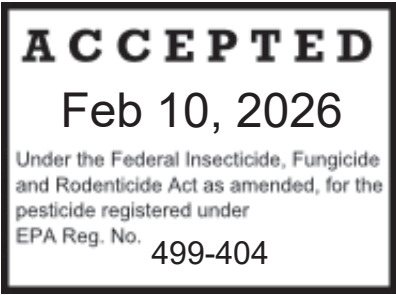 ACCEPTED
Feb 10, 2026
Under the Federal Insecticide, Fungicide
and Rodenticide Act as amended, for the
pesticide registered under
EPA Reg. No. 499-404